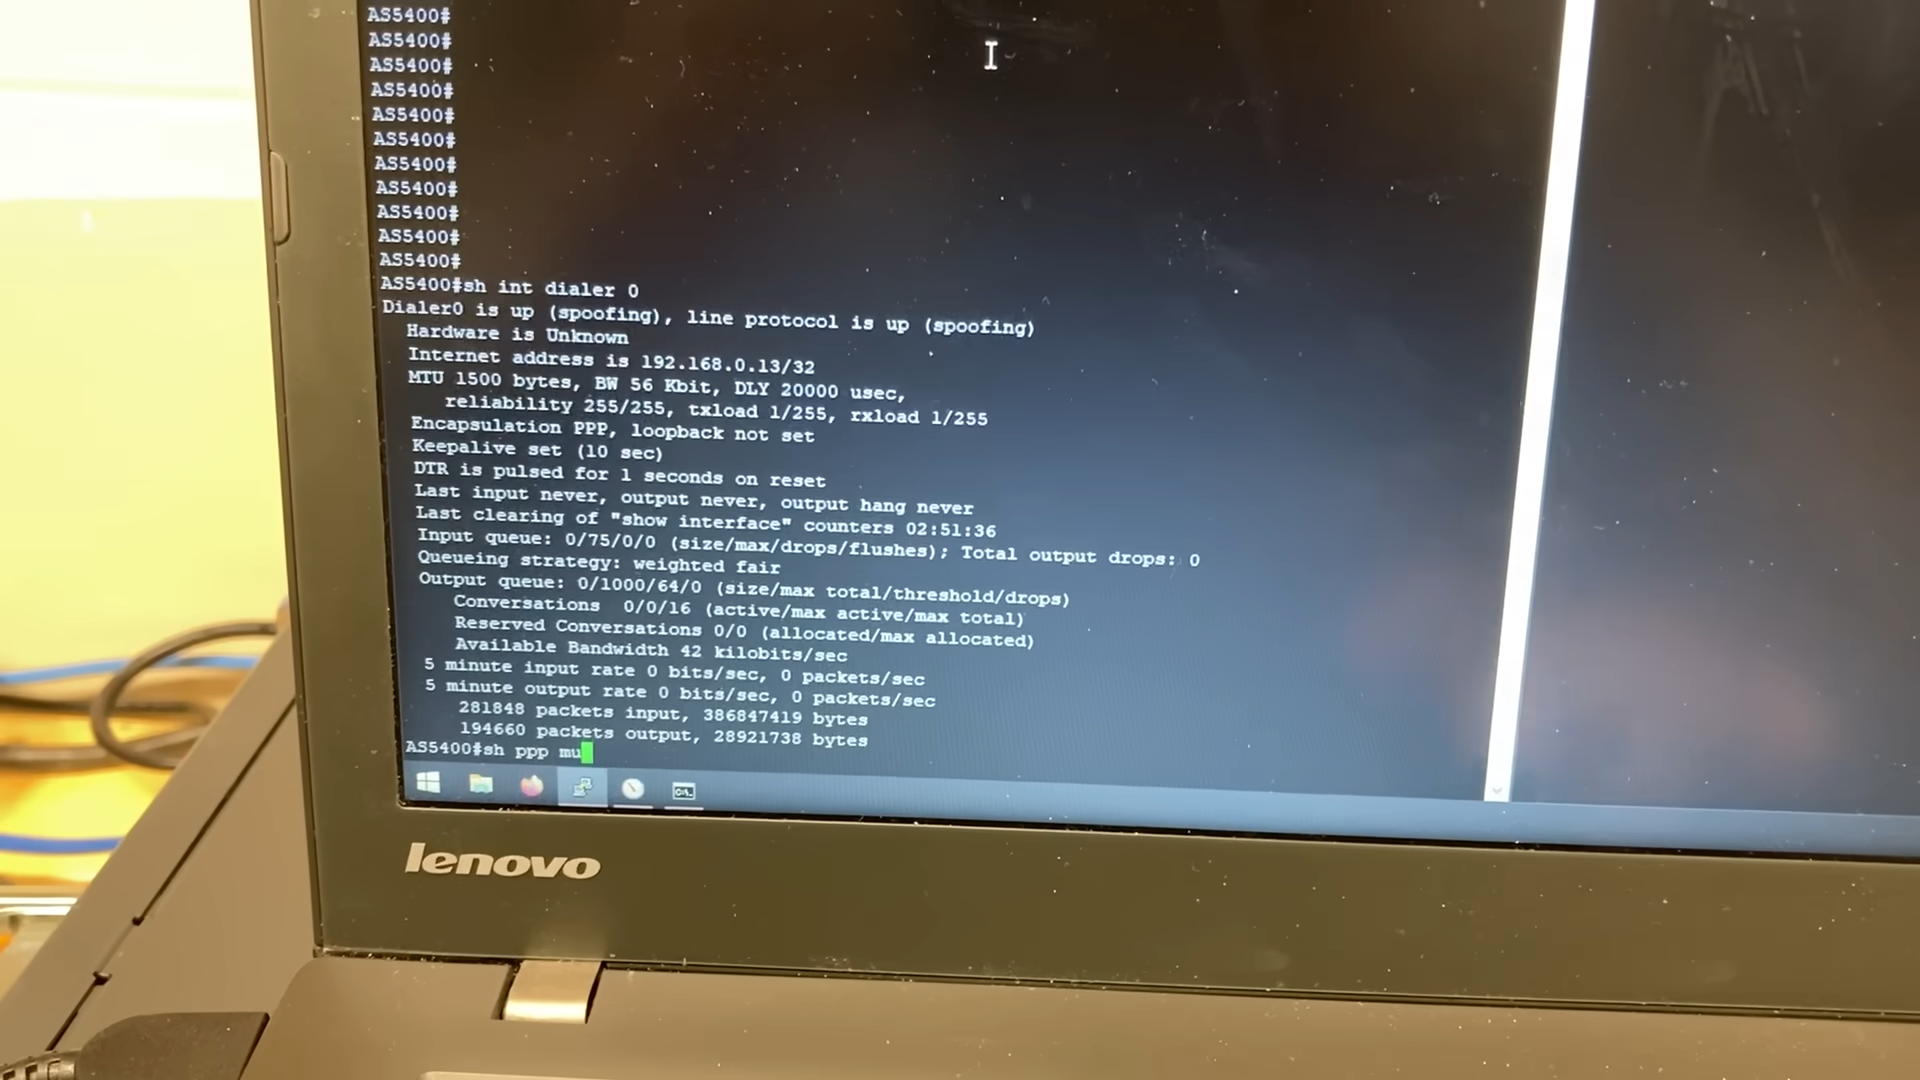 AS5400#
AS5400#
AS5400#
AS5400#
AS5400#
AS5400#
AS5400#
AS5400#
AS5400#
AS5400#
AS5400#
AS5400#sh int dialer 0
Dialer0 is up (spoofing), line protocol is up (spoofing)
Hardware is Unknown
Internet address is 192.168.0.13/32
MTU 1500 bytes, BW 56 Kbit, DLY 20000 usec,
reliability 255/255, txload 1/255, rxload 1/255
Encapsulation PPP, loopback not set
Keepalive set (10 sec)
DTR is pulsed for 1 seconds on reset
Last input never, output never, output hang never
Last clearing of "show interface" counters 02:51:36
Input queue: 0/75/0/0 (size/max/drops/flushes); Total output drops: 0
Queueing strategy: weighted fair
Output queue: 0/1000/64/0 (size/max total/threshold/drops)
Conversations 0/0/16 (active/max active/max total)
Reserved Conversations 0/0 (allocated/max allocated)
Available Bandwidth 42 kilobits/sec
5 minute input rate 0 bits/sec, 0 packets/sec
5 minute output rate 0 bits/sec, 0 packets/sec
281848 packets input, 386847419 bytes
194660 packets output, 28921738 bytes
AS5400#sh ppp mu
C:\.
lenovo